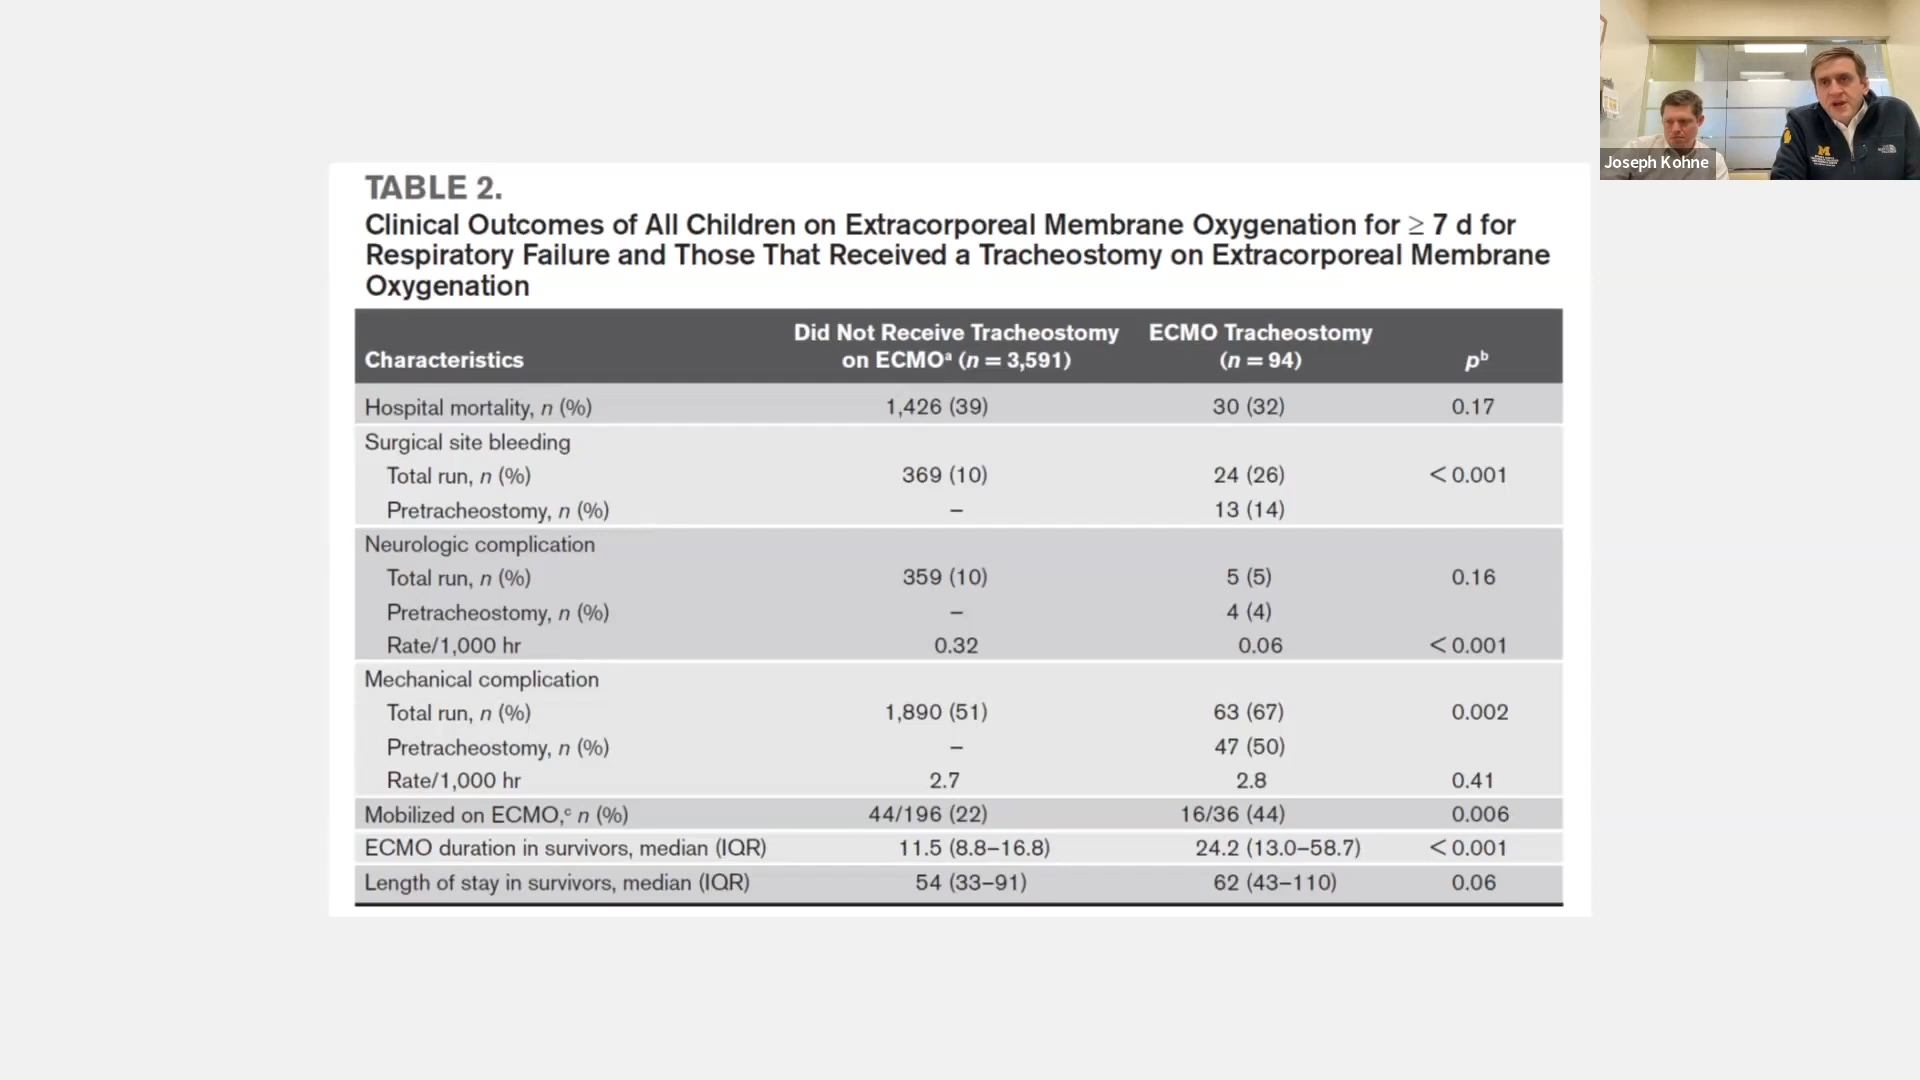 TABLE 2.
Clinical Outcomes of All Children on Extracorporeal Membrane Oxygenation for ≥ 7 d for
Respiratory Failure and Those That Received a Tracheostomy on Extracorporeal Membrane
Oxygenation
Characteristics Did Not Receive Tracheostomy on ECMOᵃ (n = 3,591) ECMO Tracheostomy (n = 94) pᵇ
Hospital mortality, n (%) 1,426 (39) 30 (32) 0.17
Surgical site bleeding
Total run, n (%) 369 (10) 24 (26) < 0.001
Pretracheostomy, n (%) – 13 (14)
Neurologic complication
Total run, n (%) 359 (10) 5 (5) 0.16
Pretracheostomy, n (%) – 4 (4)
Rate/1,000 hr 0.32 0.06 < 0.001
Mechanical complication
Total run, n (%) 1,890 (51) 63 (67) 0.002
Pretracheostomy, n (%) – 47 (50)
Rate/1,000 hr 2.7 2.8 0.41
Mobilized on ECMO,ᶜ n (%) 44/196 (22) 16/36 (44) 0.006
ECMO duration in survivors, median (IQR) 11.5 (8.8–16.8) 24.2 (13.0–58.7) < 0.001
Length of stay in survivors, median (IQR) 54 (33–91) 62 (43–110) 0.06
Joseph Kohne
M